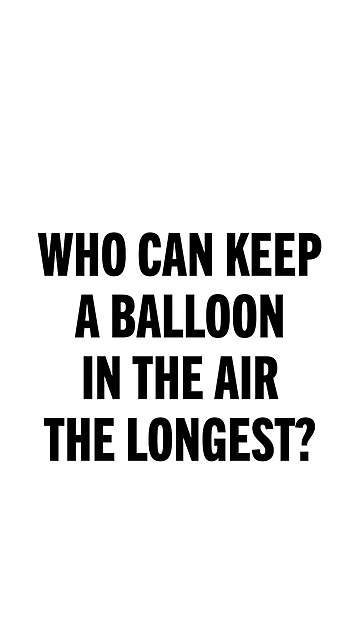 WHO CAN KEEP
A BALLOON
IN THE AIR
THE LONGEST?